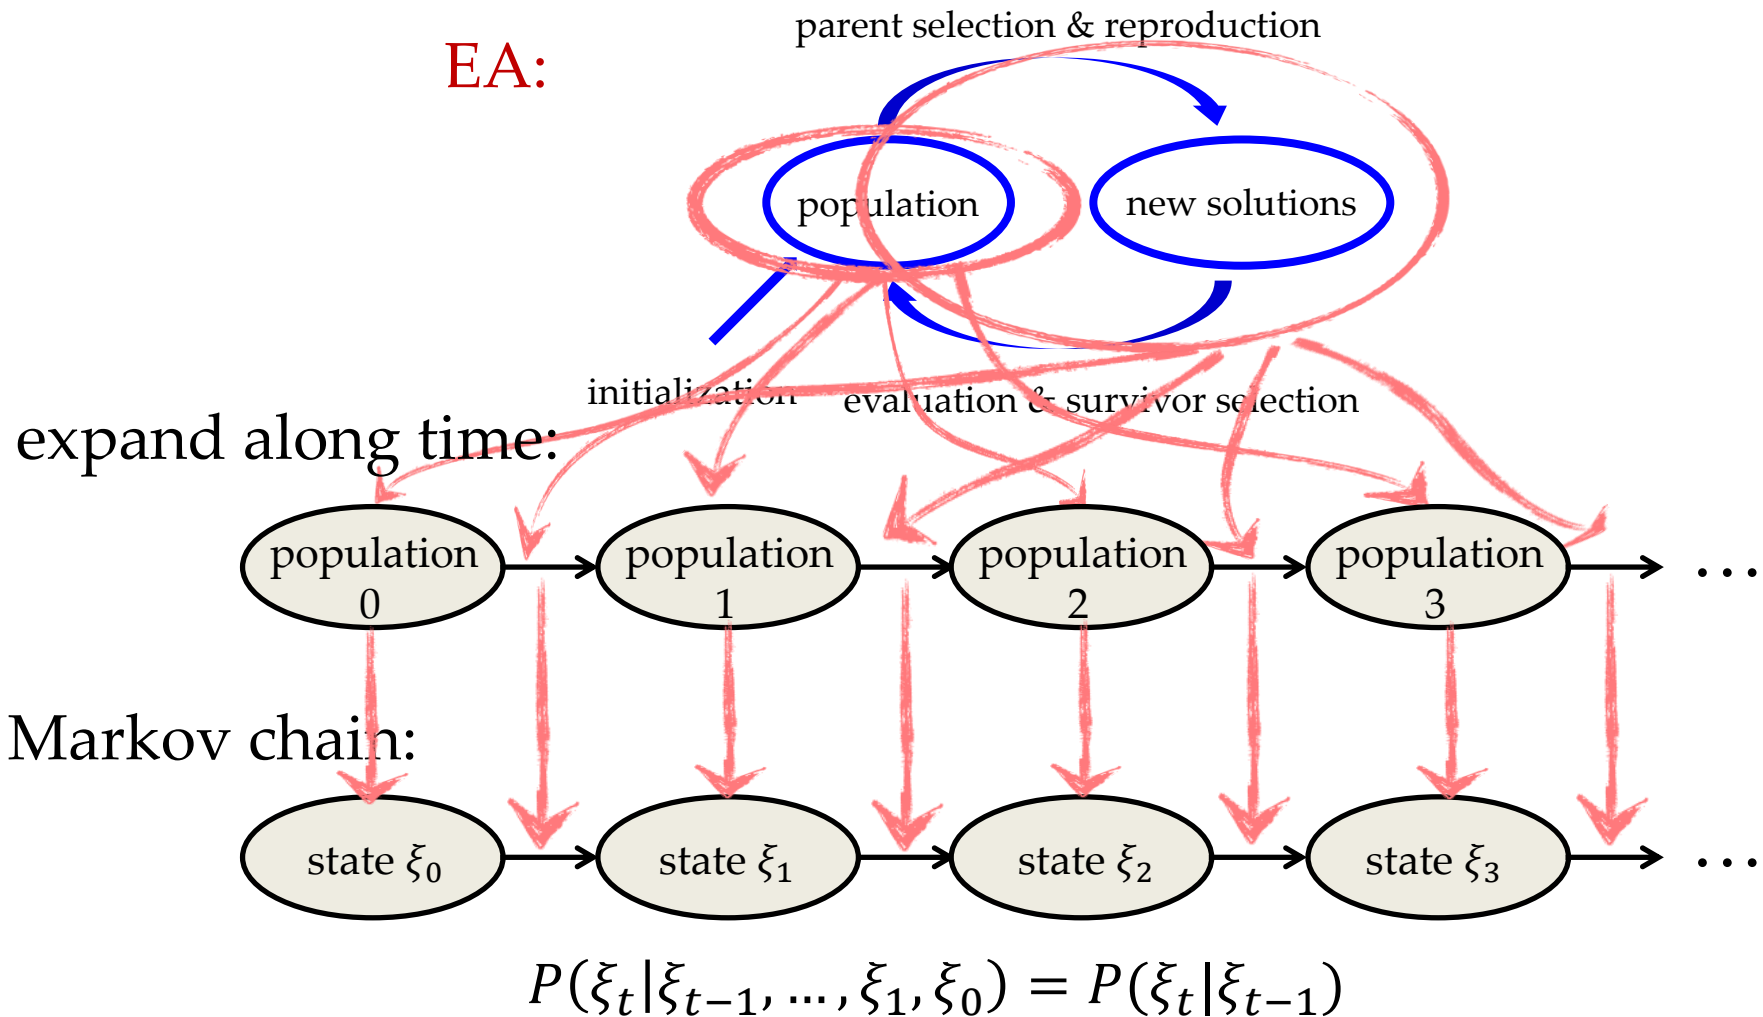 parent selection & reproduction
EA:
population
new solutions
initialization
evaluation & survivor selection
expand along time:
population 0
population 1
population 2
population 3
...
Markov chain:
state ξ₀
state ξ₁
state ξ₂
state ξ₃
...
P(ξₜ|ξₜ₋₁, ... , ξ₁, ξ₀) = P(ξₜ|ξₜ₋₁)